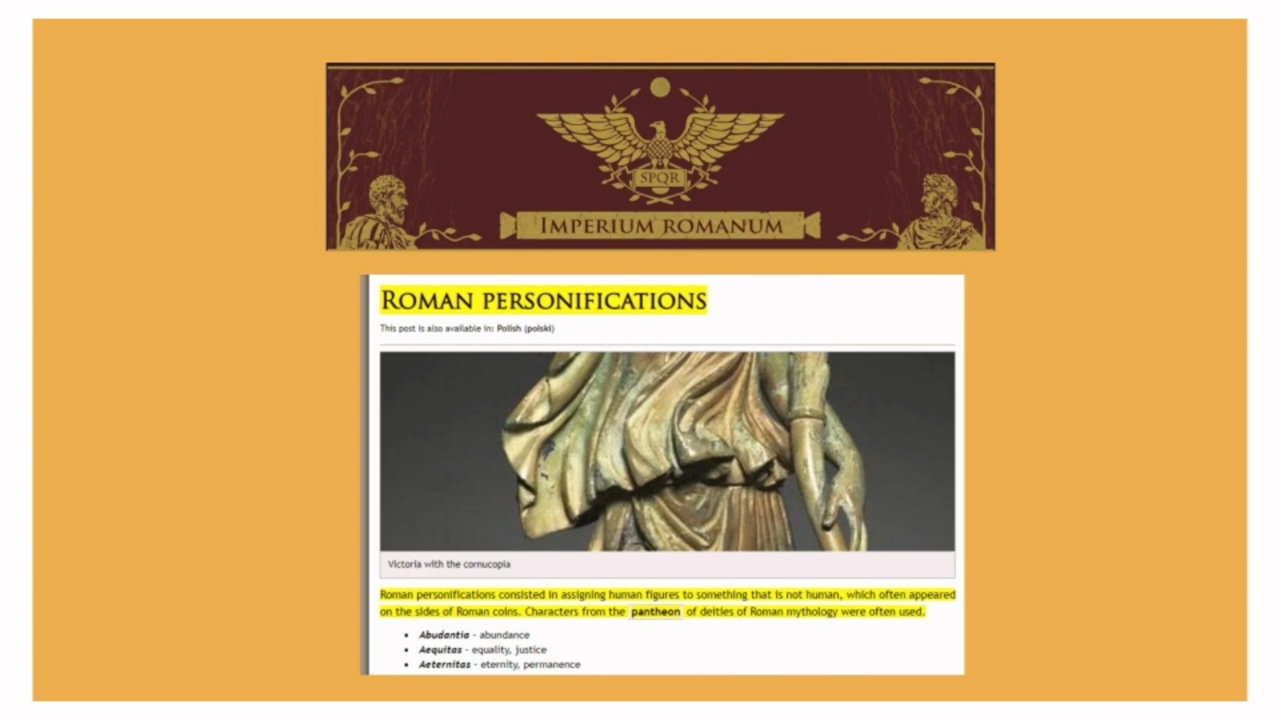 SPQR
IMPERIUM ROMANUM
ROMAN PERSONIFICATIONS
This post is also available in: Polish (polski)
Victoria with the cornucopia
Roman personifications consisted in assigning human figures to something that is not human, which often appeared
on the sides of Roman coins. Characters from the pantheon of deities of Roman mythology were often used.
• Abudantia - abundance
• Aequitas - equality, justice
• Aeternitas - eternity, permanence